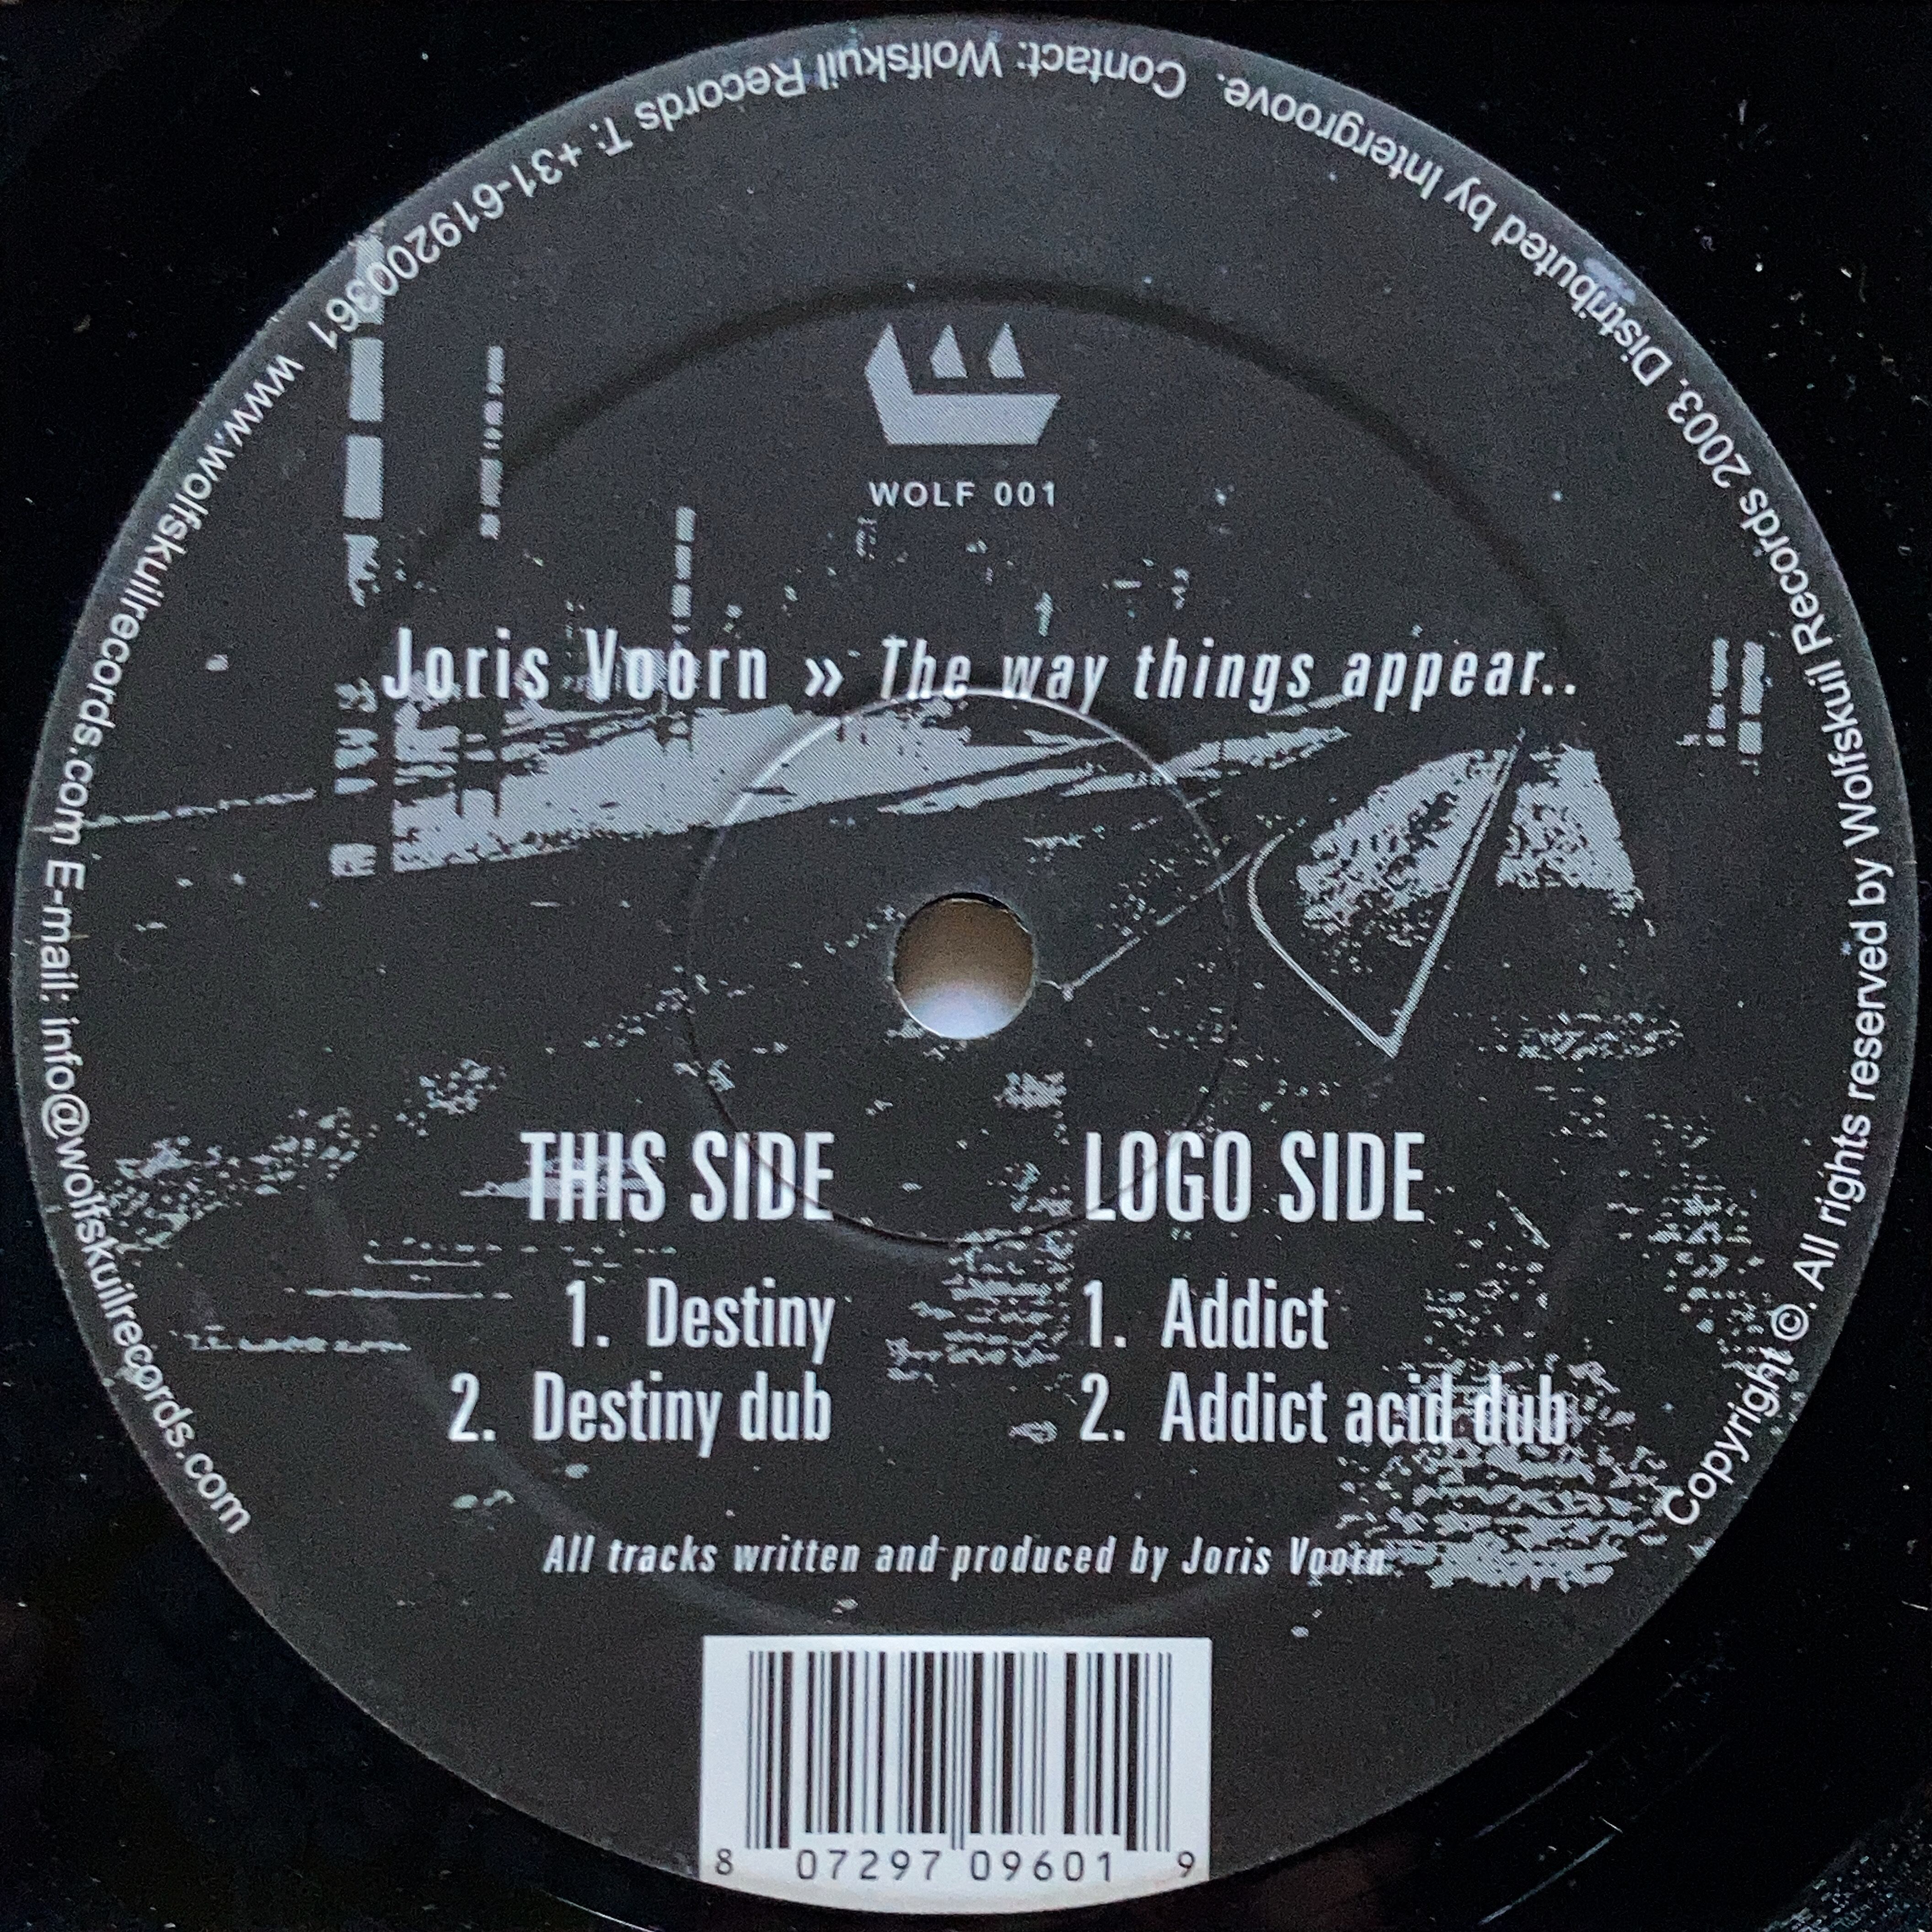 WOLF 001
Joris Voorn » The way things appear..
THIS SIDE
1. Destiny
2. Destiny dub
LOGO SIDE
1. Addict
2. Addict acid dub
All tracks written and produced by Joris Voorn
8 07297 09601 9
Copyright ©. All rights reserved by Wolfskuil Records 2003. Distributed by Intergroove. Contact: Wolfskuil Records T: +31-619200361 www.wolfskuilrecords.com E-mail: info@wolfskuilrecords.com